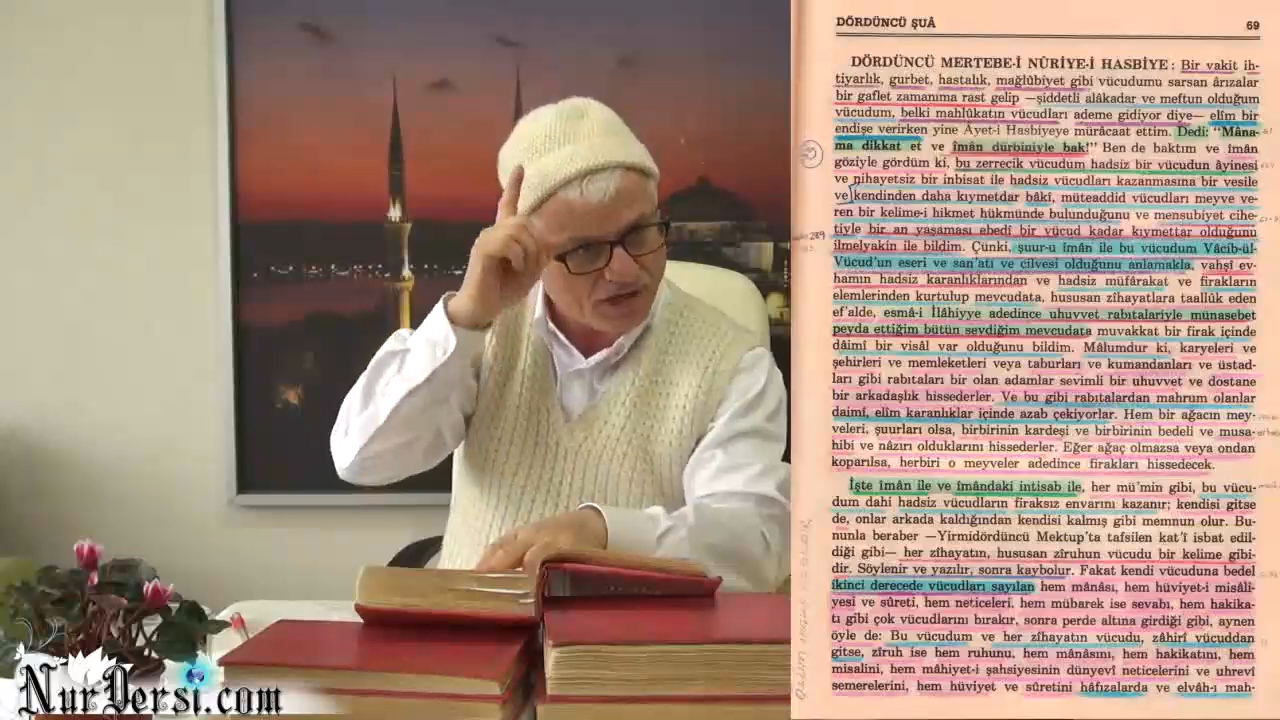 DÖRDÜNCÜ ŞUÂ 69
DÖRDÜNCÜ MERTEBE-İ NÛRİYE-İ HASBİYE: Bir vakit ih-
tiyarlık, gurbet, hastalık, mağlûbiyet gibi vücudumu sarsan ârızalar
bir gaflet zamanıma rast gelip —şiddetli alâkadar ve meftun olduğum
vücudum, belki mahlûkatın vücudları ademe gidiyor diye— elîm bir
endişe verirken yine Âyet-i Hasbiyeye mürâcaat ettim. Dedi: "Mâna-
ma dikkat et ve îmân dürbiniyle bak!" Ben de baktım ve îmân
göziyle gördüm ki, bu zerrecik vücudum hadsiz bir vücudun âyinesi
ve nihayetsiz bir inbisat ile hadsiz vücudları kazanmasına bir vesile
ve kendinden daha kıymetdar bâkî, müteaddid vücudları meyve ve-
ren bir kelime-i hikmet hükmünde bulunduğunu ve mensubiyet cihe-
tiyle bir an yaşaması ebedî bir vücud kadar kıymettar olduğunu
ilmelyakîn ile bildim. Çünki, şuur-u îmân ile bu vücudum Vâcib-ül-
Vücud'un eseri ve san'atı ve cilvesi olduğunu anlamakla, vahşî ev-
hamın hadsiz karanlıklarından ve hadsiz müfârakat ve firakların
elemlerinden kurtulup mevcudata, hususan zîhayatlara taallûk eden
ef'alde, esmâ-i İlâhiyye adedince uhuvvet rabıtalariyle münasebet
peyda ettiğim bütün sevdiğim mevcudata muvakkat bir firak içinde
dâimî bir visâl var olduğunu bildim. Mâlumdur ki, karyeleri ve
şehirleri ve memleketleri veya taburları ve kumandanları ve üstad-
ları gibi rabıtaları bir olan adamlar sevimli bir uhuvvet ve dostane
bir arkadaşlık hissederler. Ve bu gibi rabıtalardan mahrum olanlar
daimî, elîm karanlıklar içinde azab çekiyorlar. Hem bir ağacın mey-
veleri, şuurları olsa, birbirinin kardeşi ve birbirinin bedeli ve musa-
hibi ve nâzırı olduklarını hissederler. Eğer ağaç olmazsa veya ondan
koparılsa, herbiri o meyveler adedince firakları hissedecek.
İşte îmân ile ve îmândaki intisab ile, her mü'min gibi, bu vücu-
dum dahi hadsiz vücudların firaksız envarını kazanır; kendisi gitse
de, onlar arkada kaldığından kendisi kalmış gibi memnun olur. Bu-
nunla beraber —Yirmidördüncü Mektup'ta tafsilen kat'î isbat edil-
diği gibi— her zîhayatın, hususan zîruhun vücudu bir kelime gibi-
dir. Söylenir ve yazılır, sonra kaybolur. Fakat kendi vücuduna bedel
ikinci derecede vücudları sayılan hem mânâsı, hem hüviyet-i misâli-
yesi ve sûreti, hem neticeleri, hem mübarek ise sevabı, hem hakika-
tı gibi çok vücudlarını bırakır, sonra perde altına girdiği gibi, aynen
öyle de: Bu vücudum ve her zîhayatın vücudu, zâhirî vücuddan
gitse, zîruh ise hem ruhunu, hem mânâsını, hem hakikatını, hem
misalini, hem mâhiyet-i şahsiyesinin dünyevî neticelerini ve uhrevî
semerelerini, hem hüviyet ve sûretini hâfızalarda ve elvâh-ı mah-
289
NurDersi.com